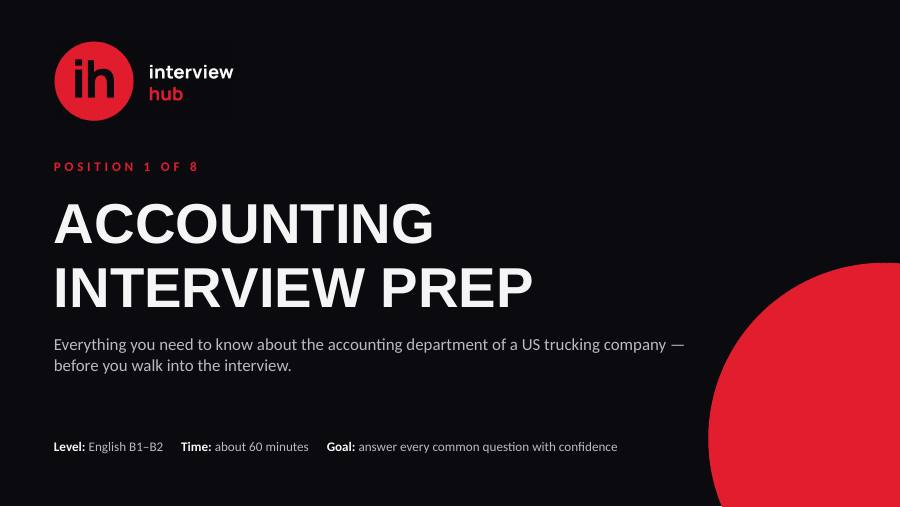 ih
interview
hub
POSITION 1 OF 8
ACCOUNTING
INTERVIEW PREP
Everything you need to know about the accounting department of a US trucking company —
before you walk into the interview.
Level: English B1–B2 Time: about 60 minutes Goal: answer every common question with confidence